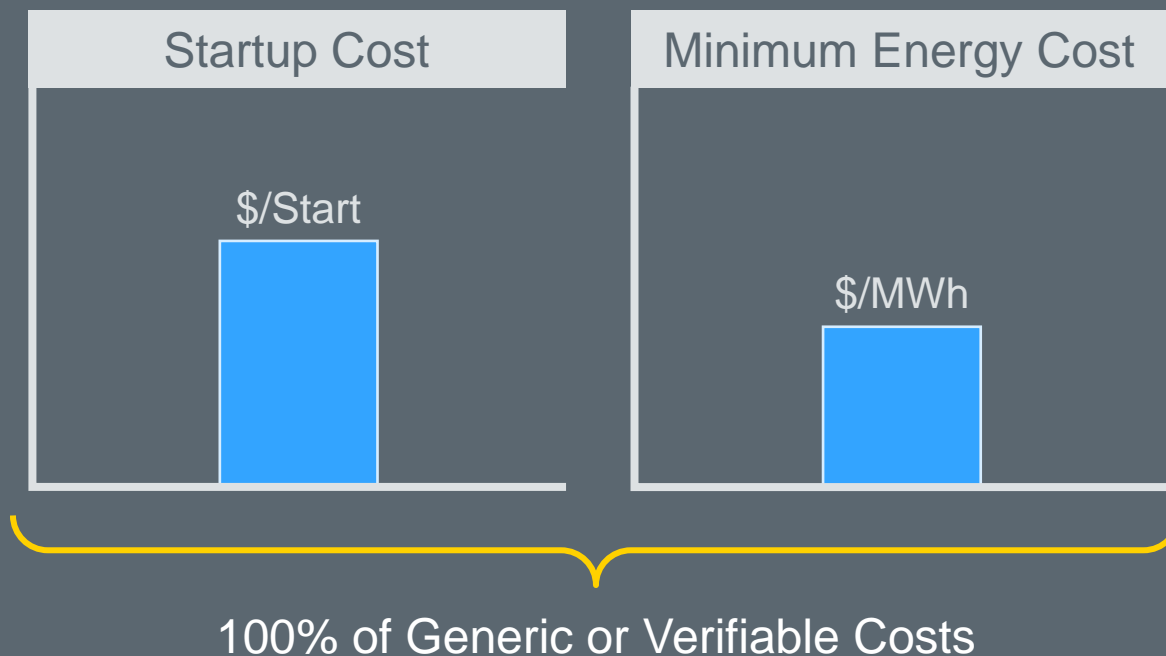 Startup Cost
Minimum Energy Cost
$/Start
$/MWh
100% of Generic or Verifiable Costs